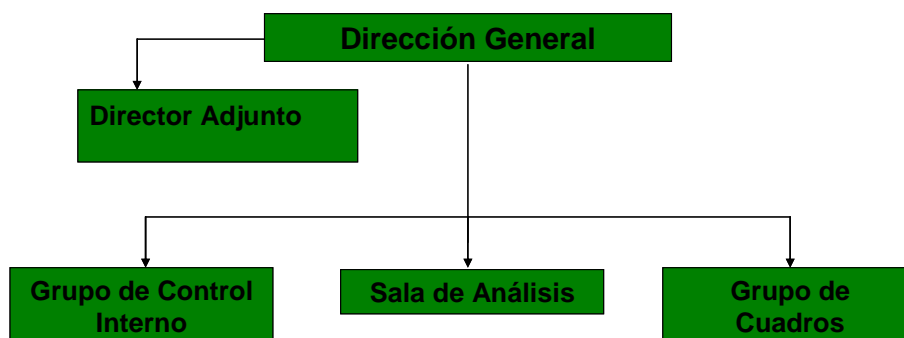 Dirección General
Director Adjunto
Grupo de Control
Interno
Sala de Análisis
Grupo de
Cuadros